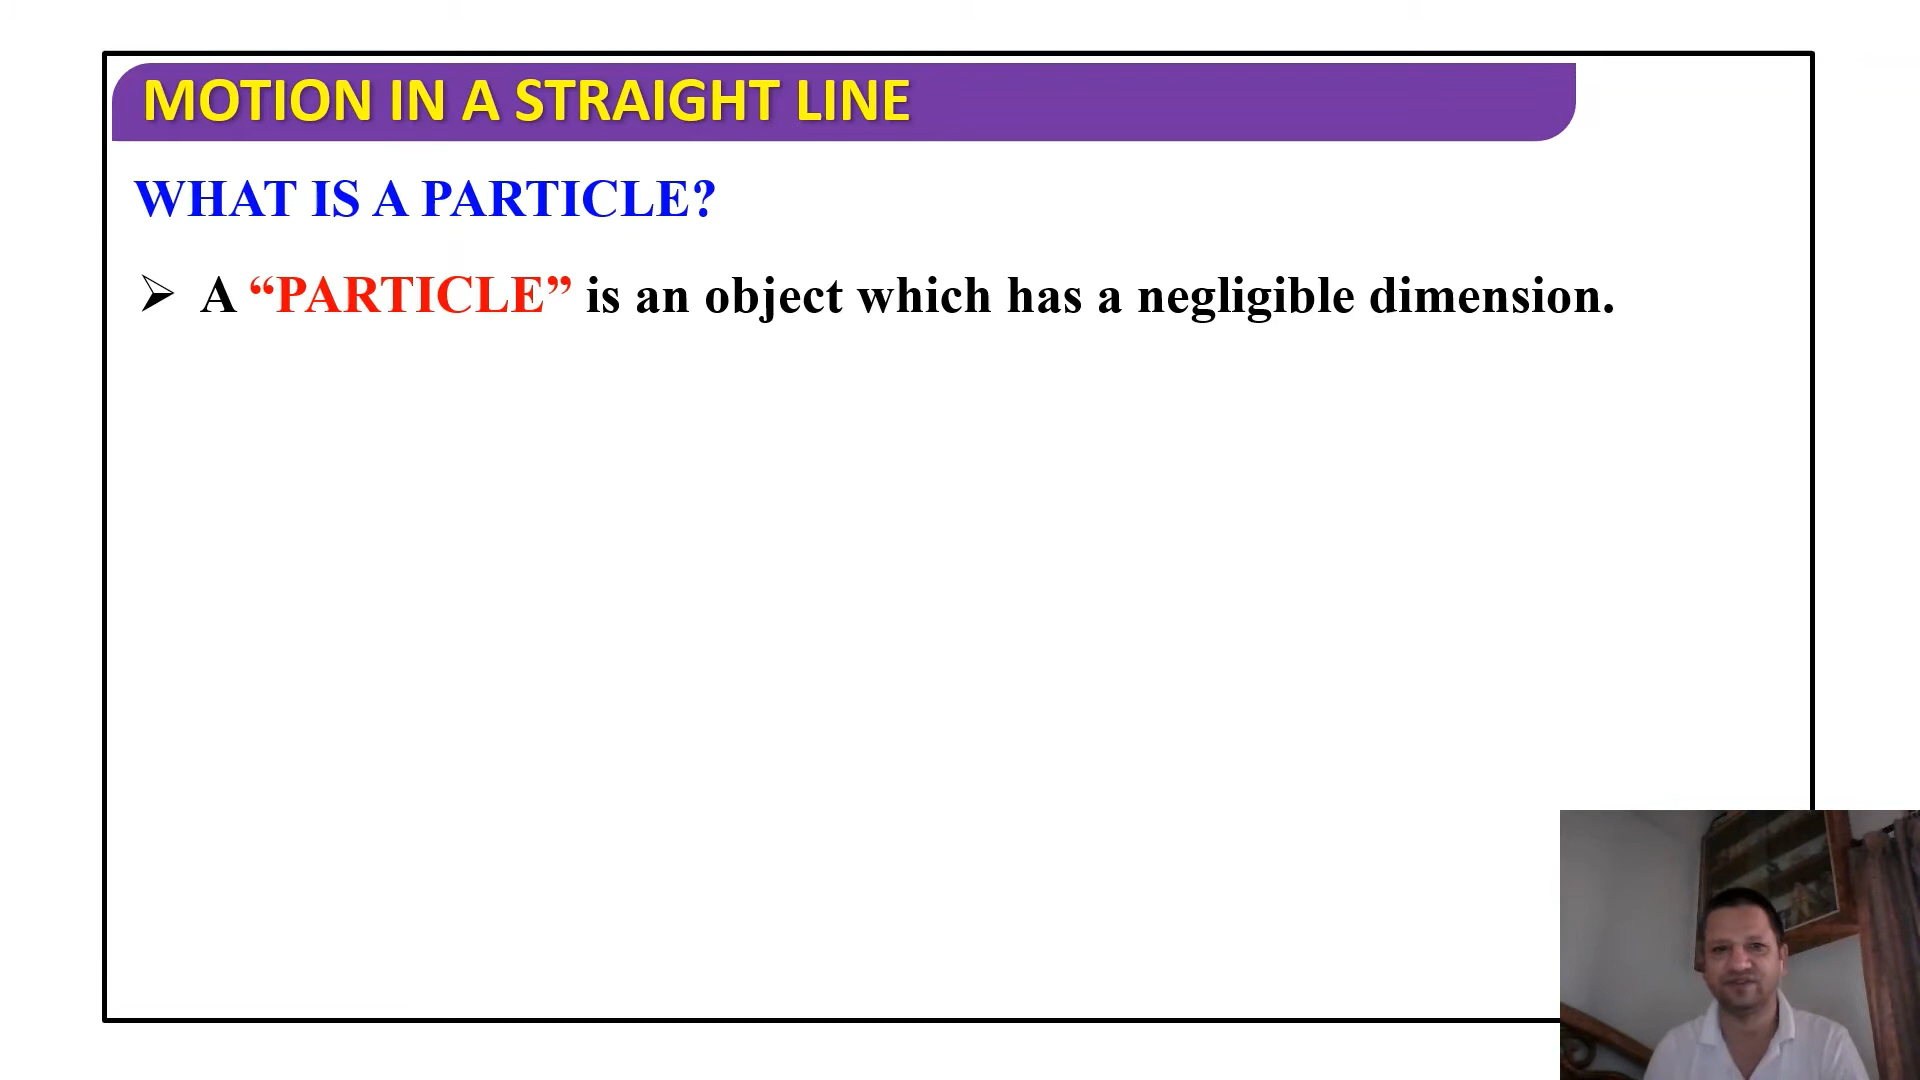 MOTION IN A STRAIGHT LINE
WHAT IS A PARTICLE?
➢ A “PARTICLE” is an object which has a negligible dimension.